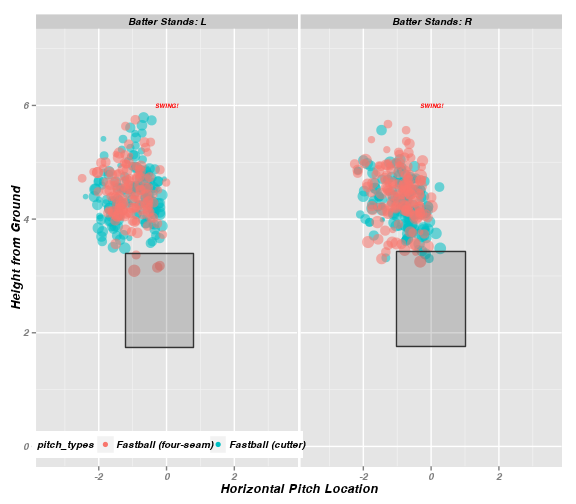 Batter Stands: L
Batter Stands: R
SWING!
SWING!
Height from Ground
6
4
2
0
pitch_types Fastball (four-seam) Fastball (cutter)
-2 0 2
-2 0 2
Horizontal Pitch Location